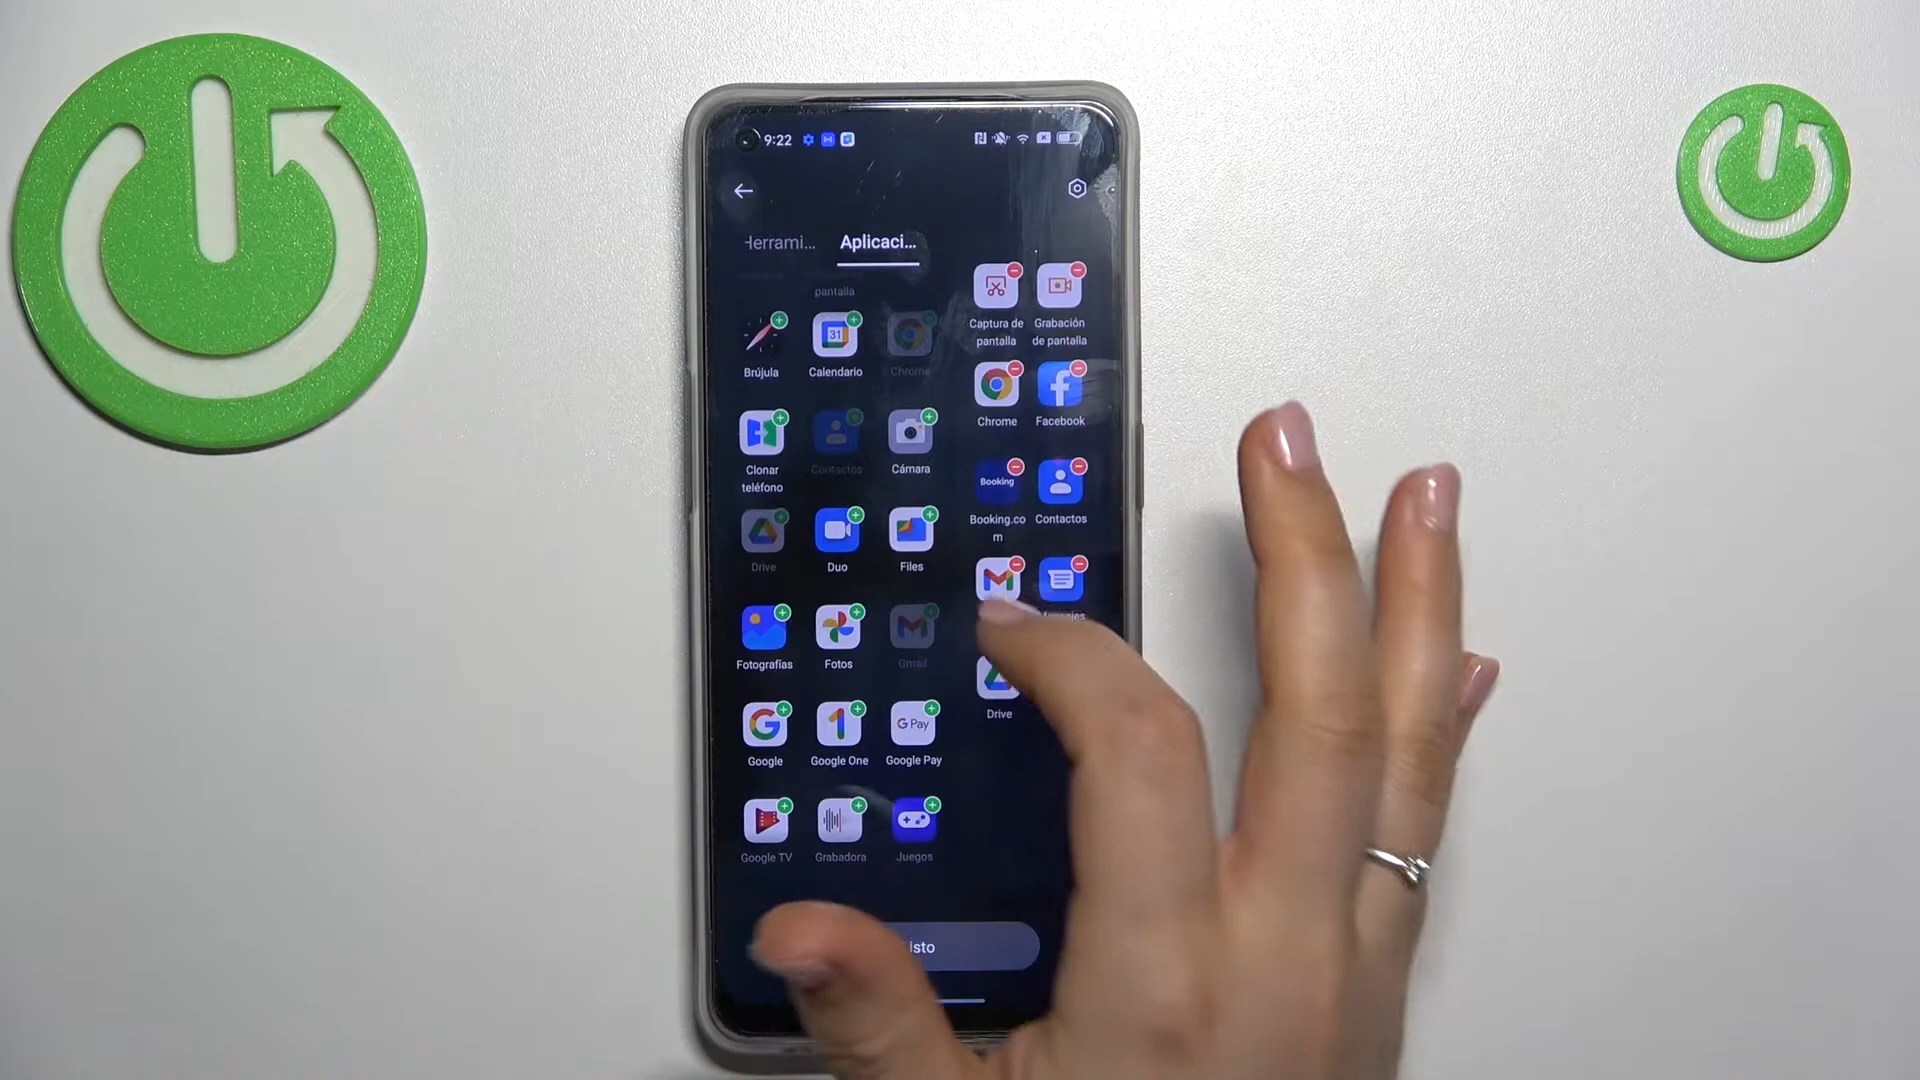 9:22
Herrami... Aplicaci...
pantalla
Captura de pantalla
Grabación de pantalla
Brújula
Calendario
31
Chrome
Chrome
Facebook
Clonar teléfono
Contactos
Cámara
Booking
Booking.co
m
Contactos
Drive
Duo
Files
Fotografías
Fotos
Gmail
Drive
Google
Google One
G Pay
Google Pay
Google TV
Grabadora
Juegos